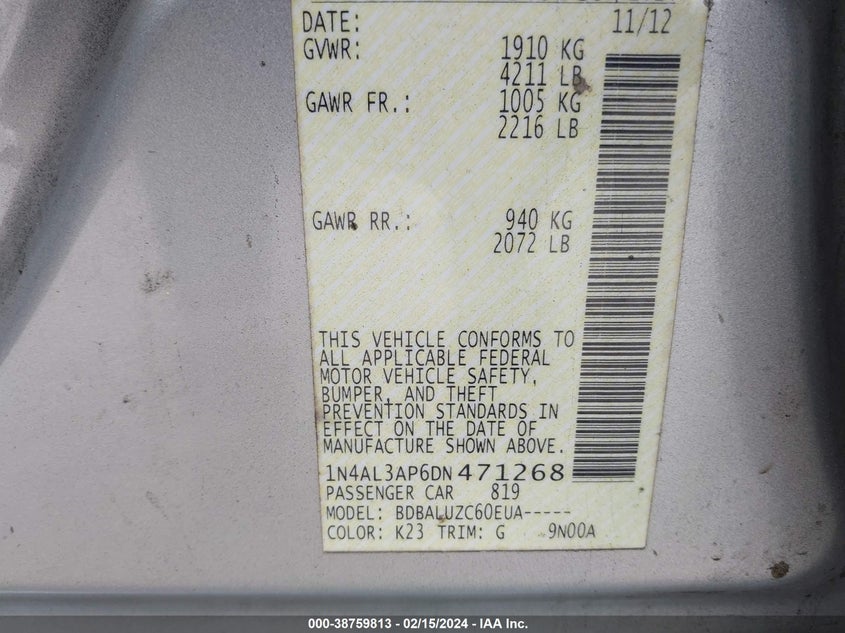 DATE: 11/12
GVWR: 1910 KG
4211 LB
GAWR FR.: 1005 KG
2216 LB
GAWR RR.: 940 KG
2072 LB
THIS VEHICLE CONFORMS TO
ALL APPLICABLE FEDERAL
MOTOR VEHICLE SAFETY,
BUMPER, AND THEFT
PREVENTION STANDARDS IN
EFFECT ON THE DATE OF
MANUFACTURE SHOWN ABOVE.
1N4AL3AP6DN471268
PASSENGER CAR 819
MODEL: BDBALUZC60EUA-----
COLOR: K23 TRIM: G 9N00A
000-38759813 - 02/15/2024 - IAA Inc.